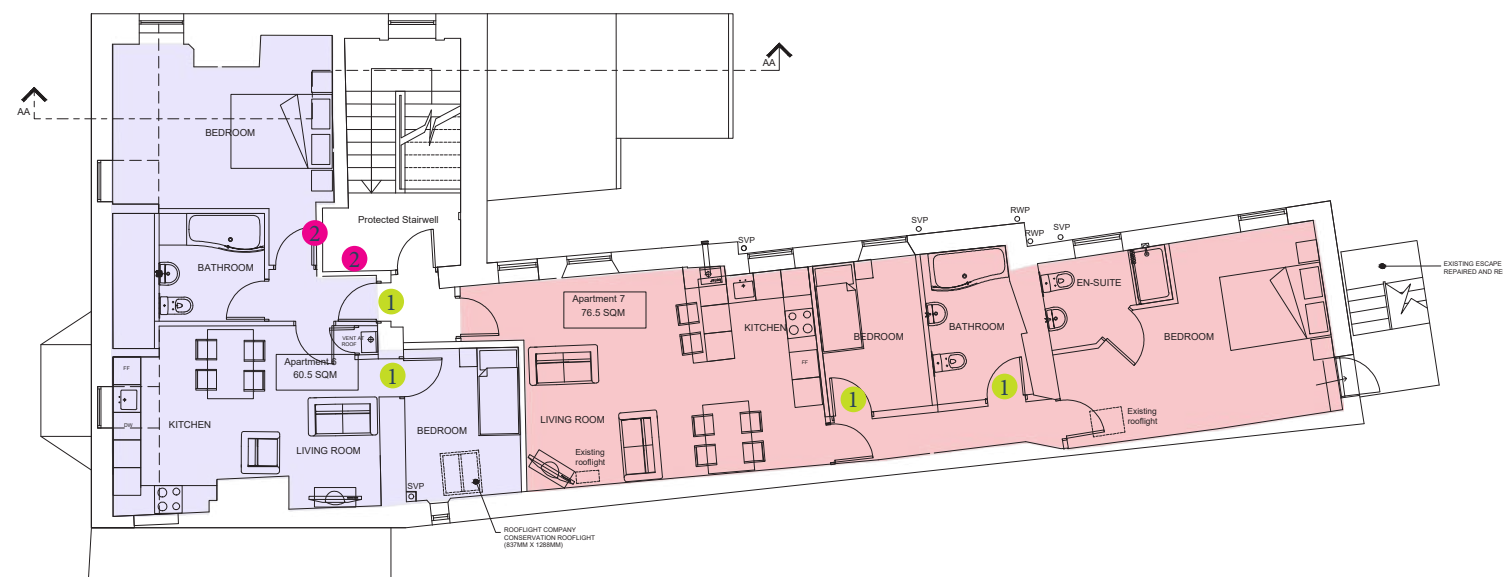 AA
AA
BEDROOM
Protected Stairwell
2
2
BATHROOM
1
VENT AT
ROOF
Apartment 6
60.5 SQM
1
FF
DW
KITCHEN
LIVING ROOM
BEDROOM
SVP
ROOFLIGHT COMPANY
CONSERVATION ROOFLIGHT
(837MM X 1288MM)
Apartment 7
76.5 SQM
KITCHEN
FF
LIVING ROOM
Existing
rooflight
SVP
SVP
RWP
RWP
SVP
BEDROOM
1
BATHROOM
1
EN-SUITE
BEDROOM
Existing
rooflight
EXISTING ESCAPE
REPAIRED AND RE